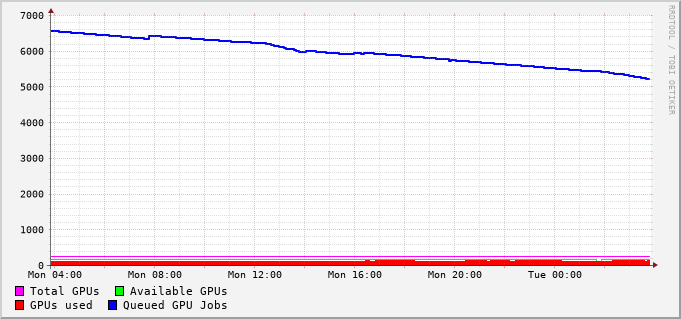 7000
6000
5000
4000
3000
2000
1000
0
Mon 04:00 Mon 08:00 Mon 12:00 Mon 16:00 Mon 20:00 Tue 00:00
Total GPUs Available GPUs
GPUs used Queued GPU Jobs
RRDTOOL / TOBI OETIKER